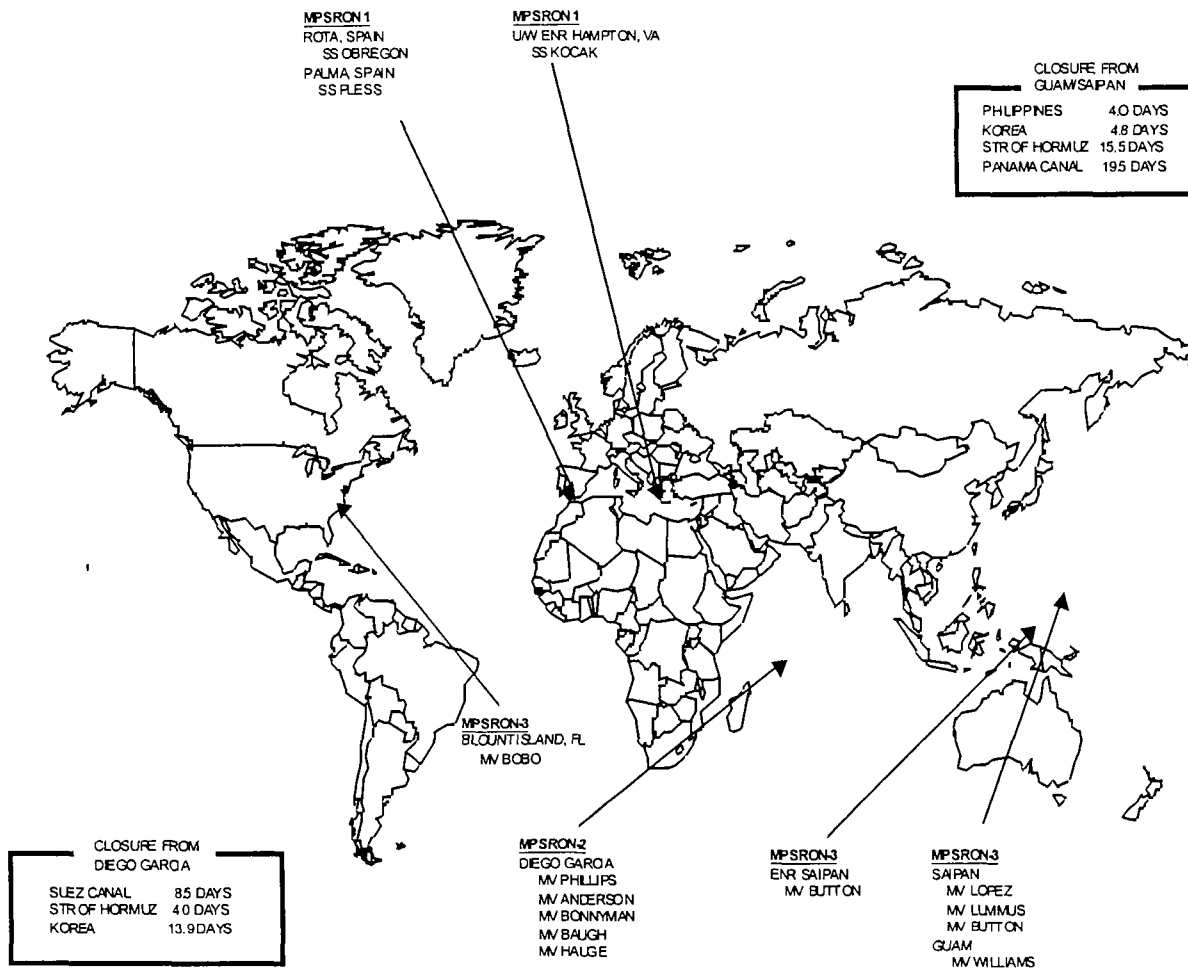 MPSRON 1
ROTA, SPAIN
SS OBREGON
PALMA, SPAIN
SS PLESS
MPSRON 1
U/W ENR HAMPTON, VA
SS KOCAK
CLOSURE FROM
GUAM/SAIPAN
PHILIPPINES 4.0 DAYS
KOREA 4.8 DAYS
STR OF HORMUZ 15.5 DAYS
PANAMA CANAL 19.5 DAYS
MPSRON-3
BLOUNT ISLAND, FL
MV BOBO
CLOSURE FROM
DIEGO GARCIA
SUEZ CANAL 8.5 DAYS
STR OF HORMUZ 4.0 DAYS
KOREA 13.9 DAYS
MPSRON-2
DIEGO GARCIA
MV PHILLIPS
MV ANDERSON
MV BONNYMAN
MV BAUGH
MV HAUGE
MPSRON-3
ENR SAIPAN
MV BUTTON
MPSRON-3
SAIPAN
MV LOPEZ
MV LUMMUS
MV BUTTON
GUAM
MV WILLIAMS